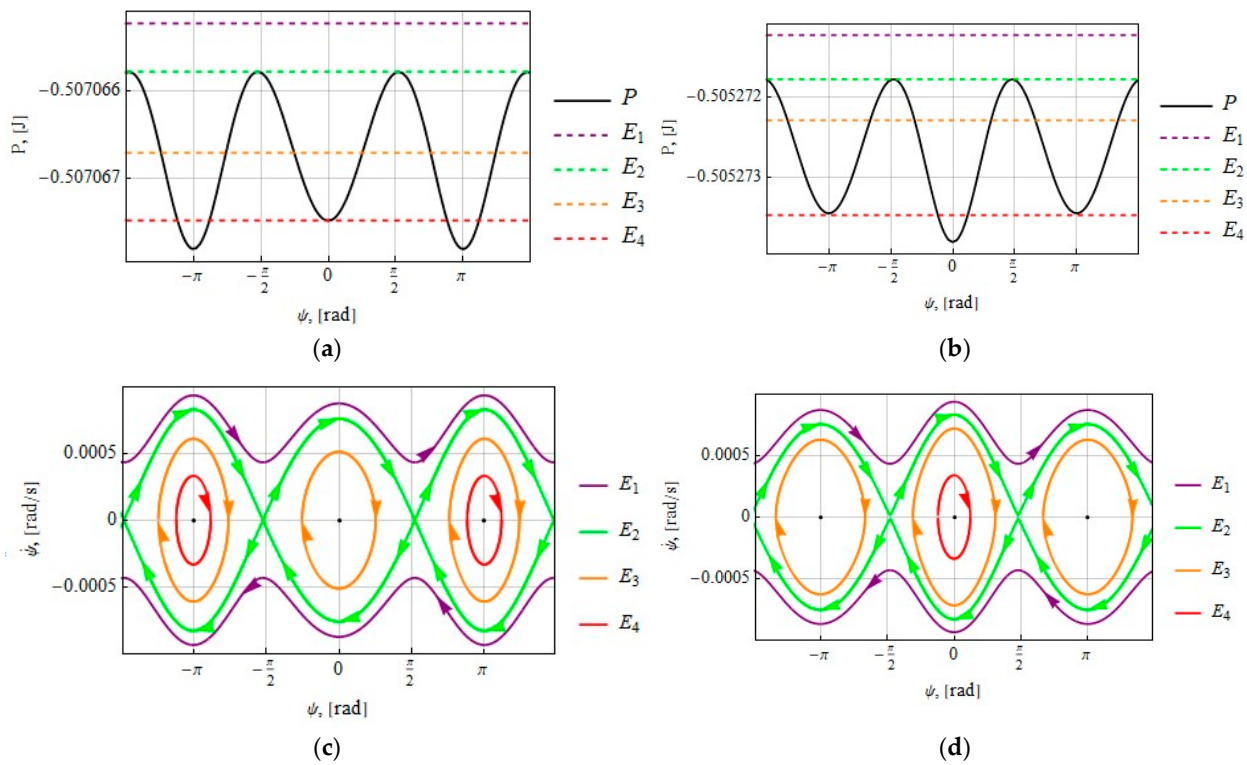 P, [J]
−0.507066
−0.507067
−π
−π/2
0
π/2
π
ψ, [rad]
P
E1
E2
E3
E4
(a)
P, [J]
−0.505272
−0.505273
−π
−π/2
0
π/2
π
ψ, [rad]
P
E1
E2
E3
E4
(b)
ψ̇, [rad/s]
0.0005
0
−0.0005
−π
−π/2
0
π/2
π
ψ, [rad]
E1
E2
E3
E4
(c)
ψ̇, [rad/s]
0.0005
0
−0.0005
−π
−π/2
0
π/2
π
ψ, [rad]
E1
E2
E3
E4
(d)